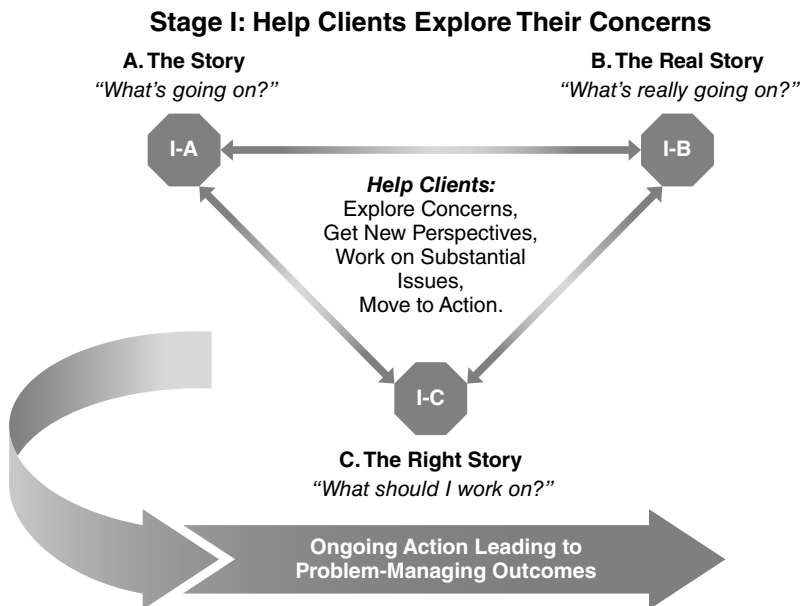 Stage I: Help Clients Explore Their Concerns
A. The Story
“What’s going on?”
B. The Real Story
“What’s really going on?”
I-A
I-B
Help Clients:
Explore Concerns,
Get New Perspectives,
Work on Substantial
Issues,
Move to Action.
I-C
C. The Right Story
“What should I work on?”
Ongoing Action Leading to
Problem-Managing Outcomes